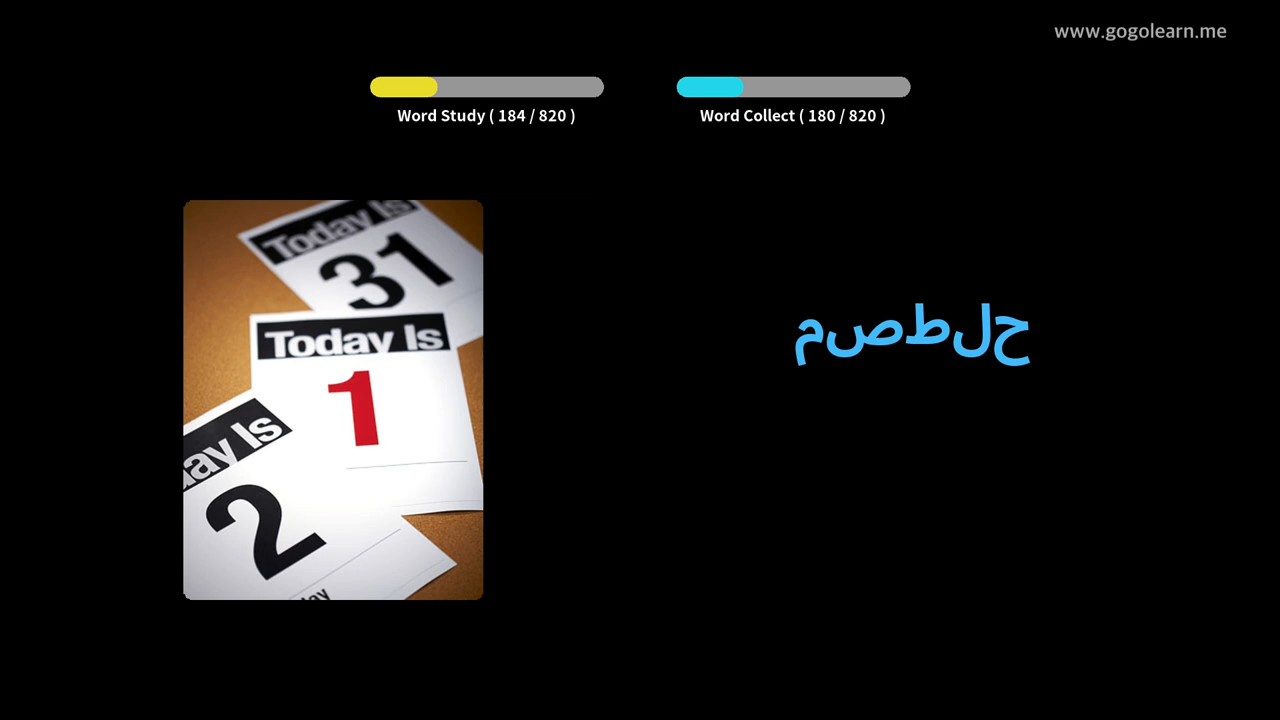 www.gogolearn.me
Word Study ( 184 / 820 )
Word Collect ( 180 / 820 )
Today Is
31
Today Is
1
ay Is
2
مصطلح